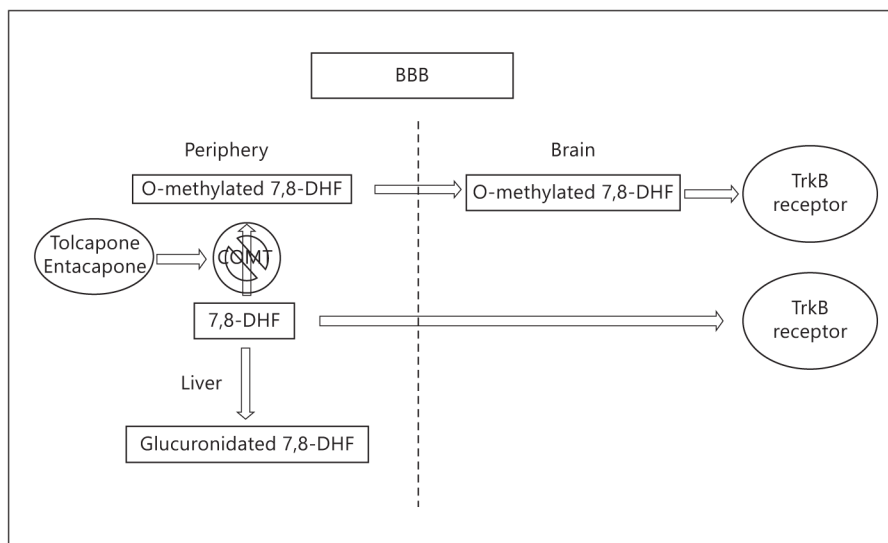 BBB
Periphery
Brain
O-methylated 7,8-DHF
O-methylated 7,8-DHF
TrkB
receptor
Tolcapone
Entacapone
COMT
7,8-DHF
TrkB
receptor
Liver
Glucuronidated 7,8-DHF